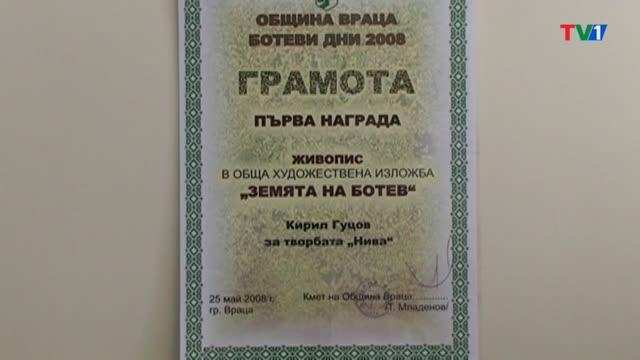 TV1
ОБЩИНА ВРАЦА
БОТЕВИ ДНИ 2008
ГРАМОТА
ПЪРВА НАГРАДА
ЖИВОПИС
В ОБЩА ХУДОЖЕСТВЕНА ИЗЛОЖБА
„ЗЕМЯТА НА БОТЕВ“
Кирил Гуцов
за творбата „Нива“
25 май 2008 г.
гр. Враца
Кмет на Община Враца:...........
/Т. Младенов/